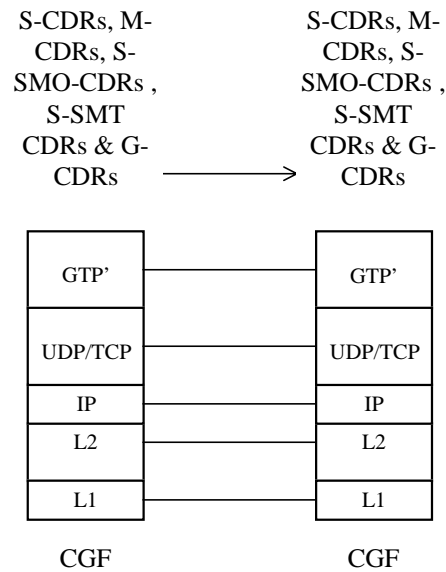 S-CDRs, M-
CDRs, S-
SMO-CDRs ,
S-SMT
CDRs & G-
CDRs
S-CDRs, M-
CDRs, S-
SMO-CDRs ,
S-SMT
CDRs & G-
CDRs
GTP’
UDP/TCP
IP
L2
L1
CGF
GTP’
UDP/TCP
IP
L2
L1
CGF